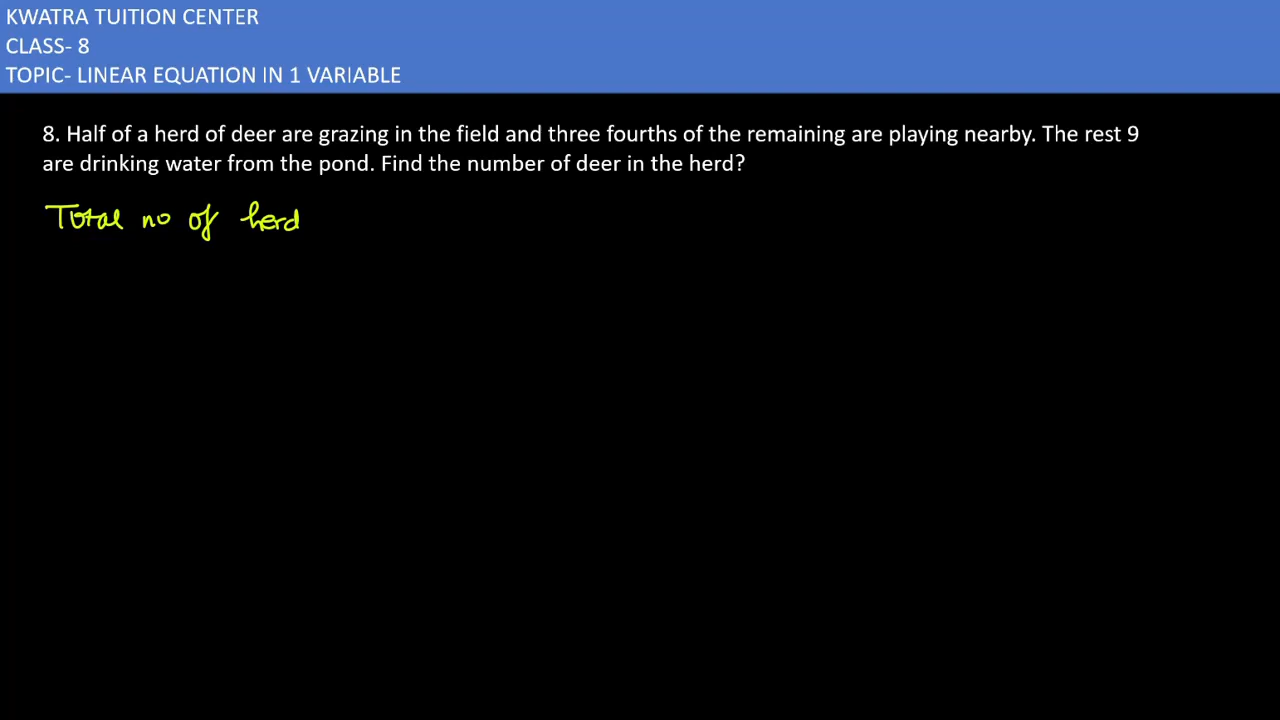 KWATRA TUITION CENTER
CLASS- 8
TOPIC- LINEAR EQUATION IN 1 VARIABLE
8. Half of a herd of deer are grazing in the field and three fourths of the remaining are playing nearby. The rest 9
are drinking water from the pond. Find the number of deer in the herd?
Total no of herd